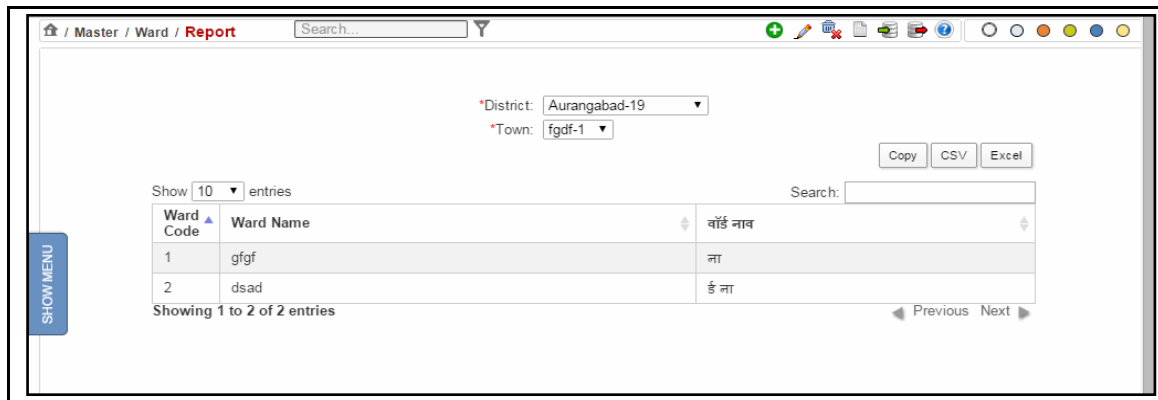 / Master / Ward / Report Search...
*District: Aurangabad-19
*Town: fgdf-1
Copy CSV Excel
Show 10 entries Search:
Ward Code Ward Name वॉर्ड नाव
1 gfgf ना
2 dsad र्ड ना
Showing 1 to 2 of 2 entries Previous Next
SHOW MENU